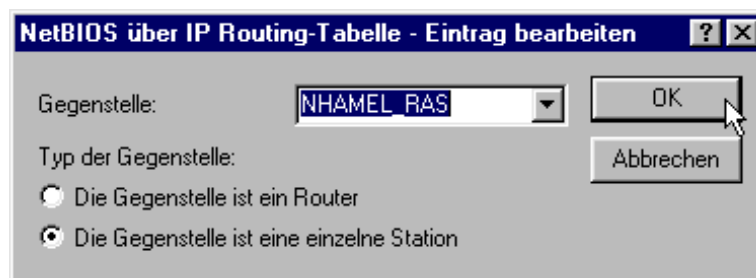 NetBIOS über IP Routing-Tabelle - Eintrag bearbeiten
Gegenstelle: NHAMEL_RAS OK
Typ der Gegenstelle: Abbrechen
Die Gegenstelle ist ein Router
Die Gegenstelle ist eine einzelne Station